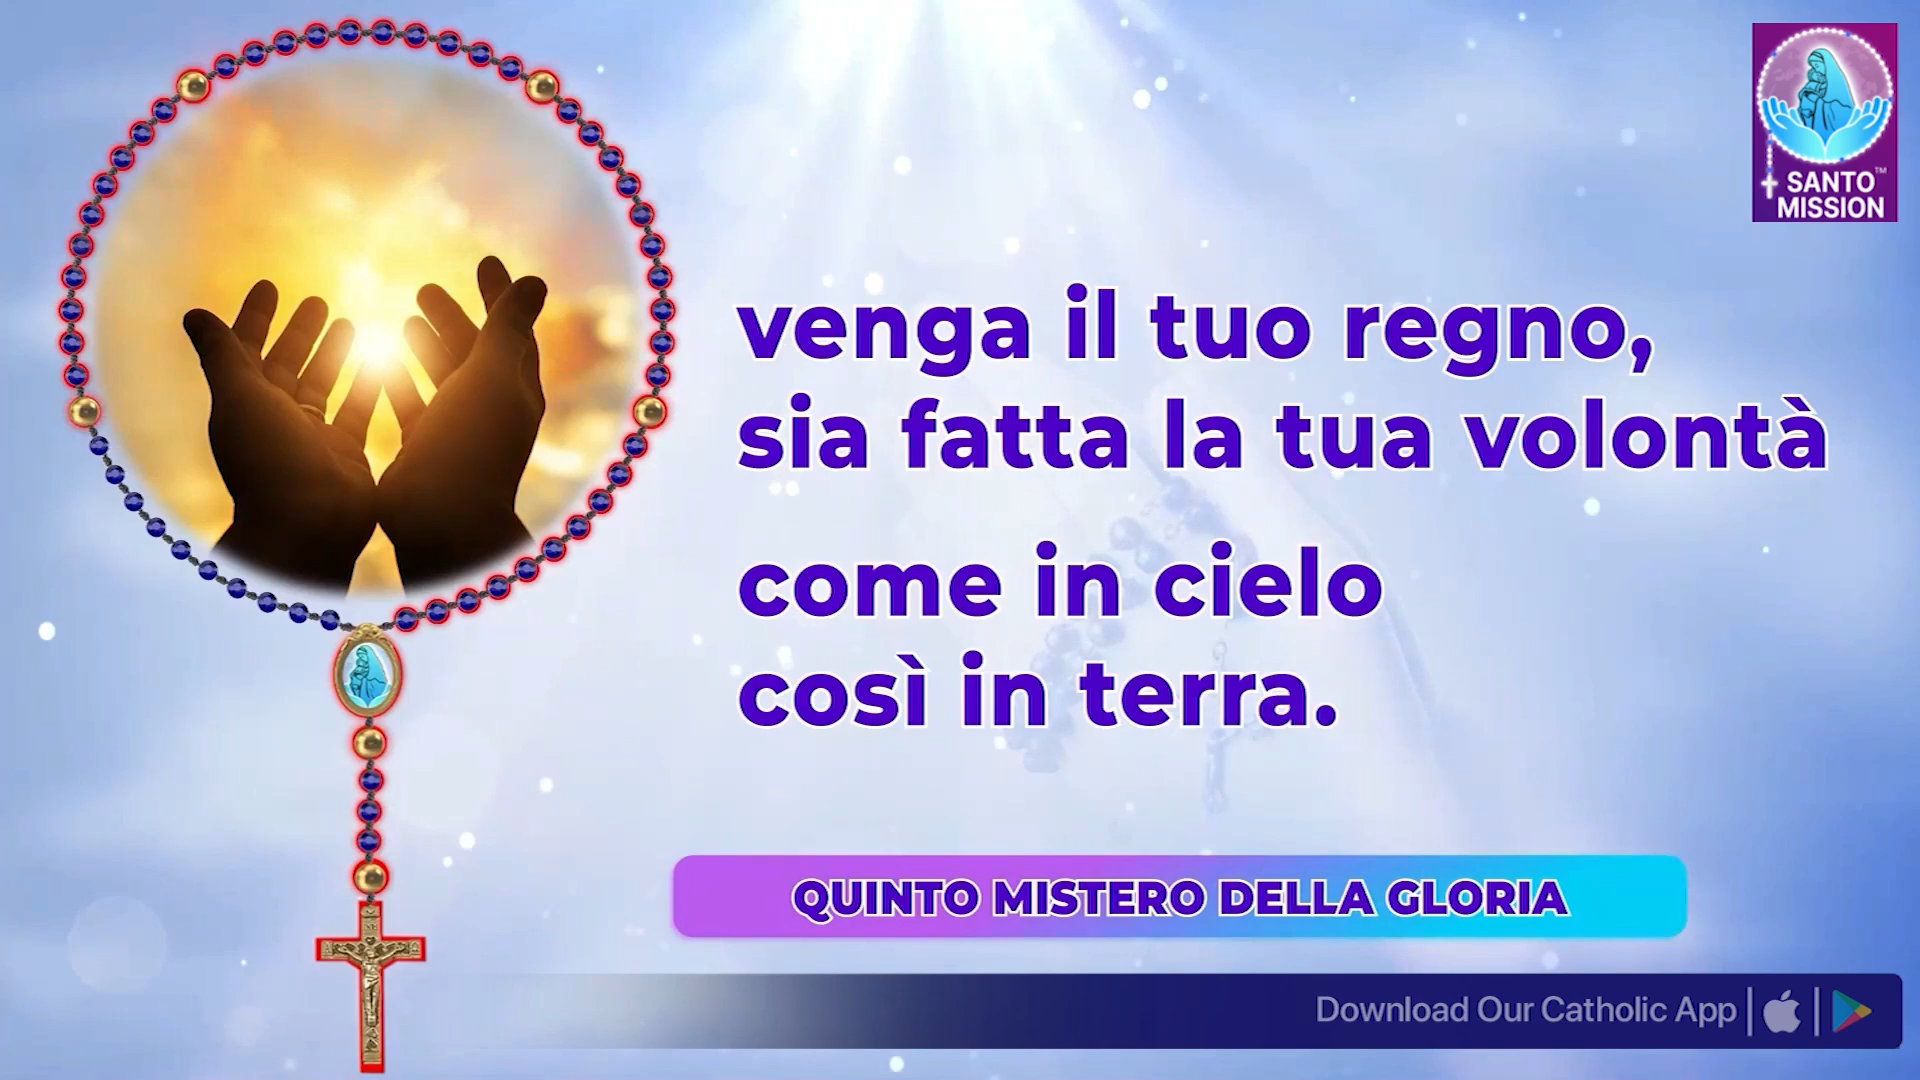 SANTO™
MISSION
venga il tuo regno,
sia fatta la tua volontà
come in cielo
così in terra.
QUINTO MISTERO DELLA GLORIA
Download Our Catholic App